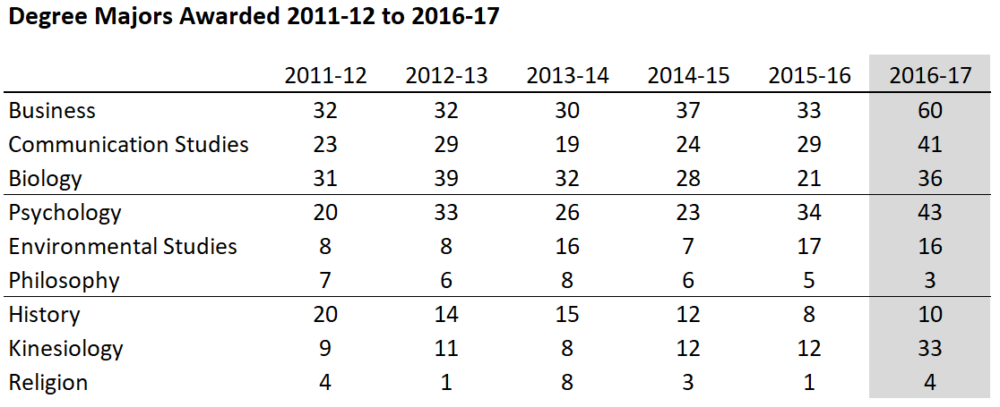 Degree Majors Awarded 2011-12 to 2016-17
2011-12 2012-13 2013-14 2014-15 2015-16 2016-17
Business 32 32 30 37 33 60
Communication Studies 23 29 19 24 29 41
Biology 31 39 32 28 21 36
Psychology 20 33 26 23 34 43
Environmental Studies 8 8 16 7 17 16
Philosophy 7 6 8 6 5 3
History 20 14 15 12 8 10
Kinesiology 9 11 8 12 12 33
Religion 4 1 8 3 1 4